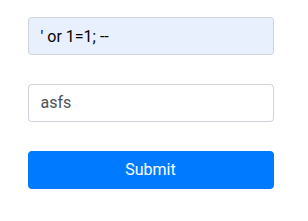 ' or 1=1; --
asfs
Submit